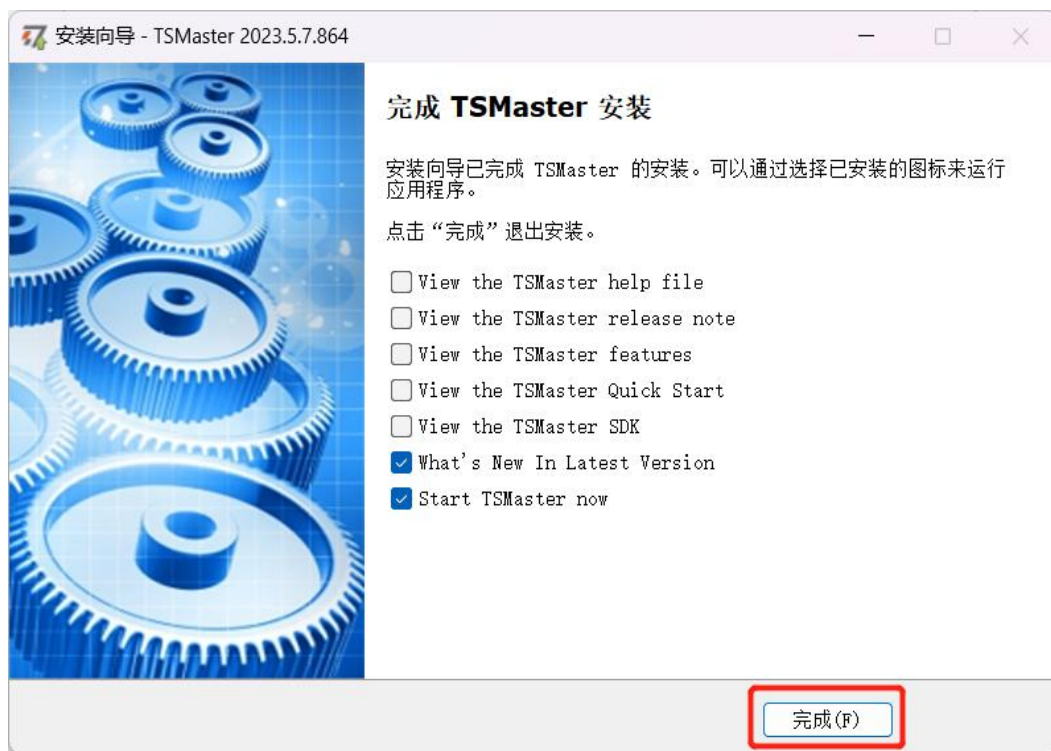 安装向导 - TSMaster 2023.5.7.864
完成 TSMaster 安装
安装向导已完成 TSMaster 的安装。可以通过选择已安装的图标来运行
应用程序。
点击“完成”退出安装。
View the TSMaster help file
View the TSMaster release note
View the TSMaster features
View the TSMaster Quick Start
View the TSMaster SDK
What's New In Latest Version
Start TSMaster now
完成(F)